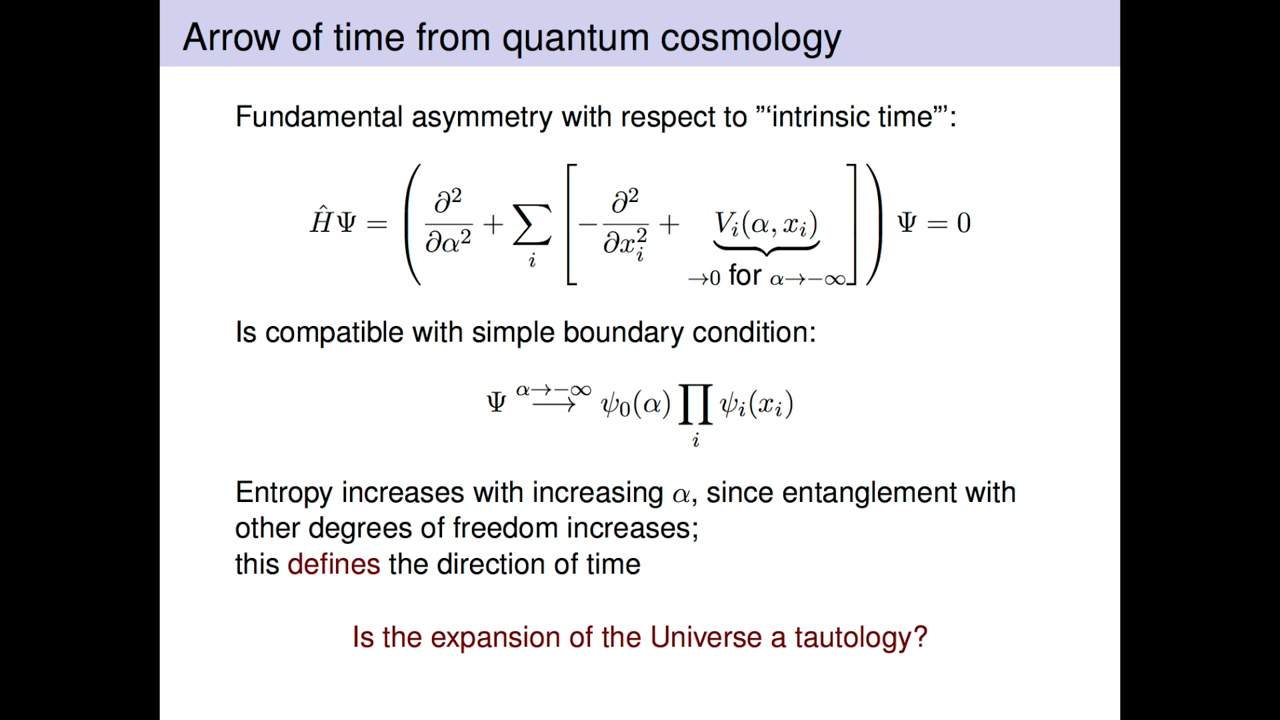 Arrow of time from quantum cosmology
Fundamental asymmetry with respect to ”‘intrinsic time”’:
ĤΨ = ( ∂²/∂α² + ∑_i [ −∂²/∂x_i² + V_i(α, x_i) ] ) Ψ = 0
→0 for α→−∞
Is compatible with simple boundary condition:
Ψ α→−∞ ⟶ ψ₀(α) ∏_i ψ_i(x_i)
Entropy increases with increasing α, since entanglement with
other degrees of freedom increases;
this defines the direction of time
Is the expansion of the Universe a tautology?